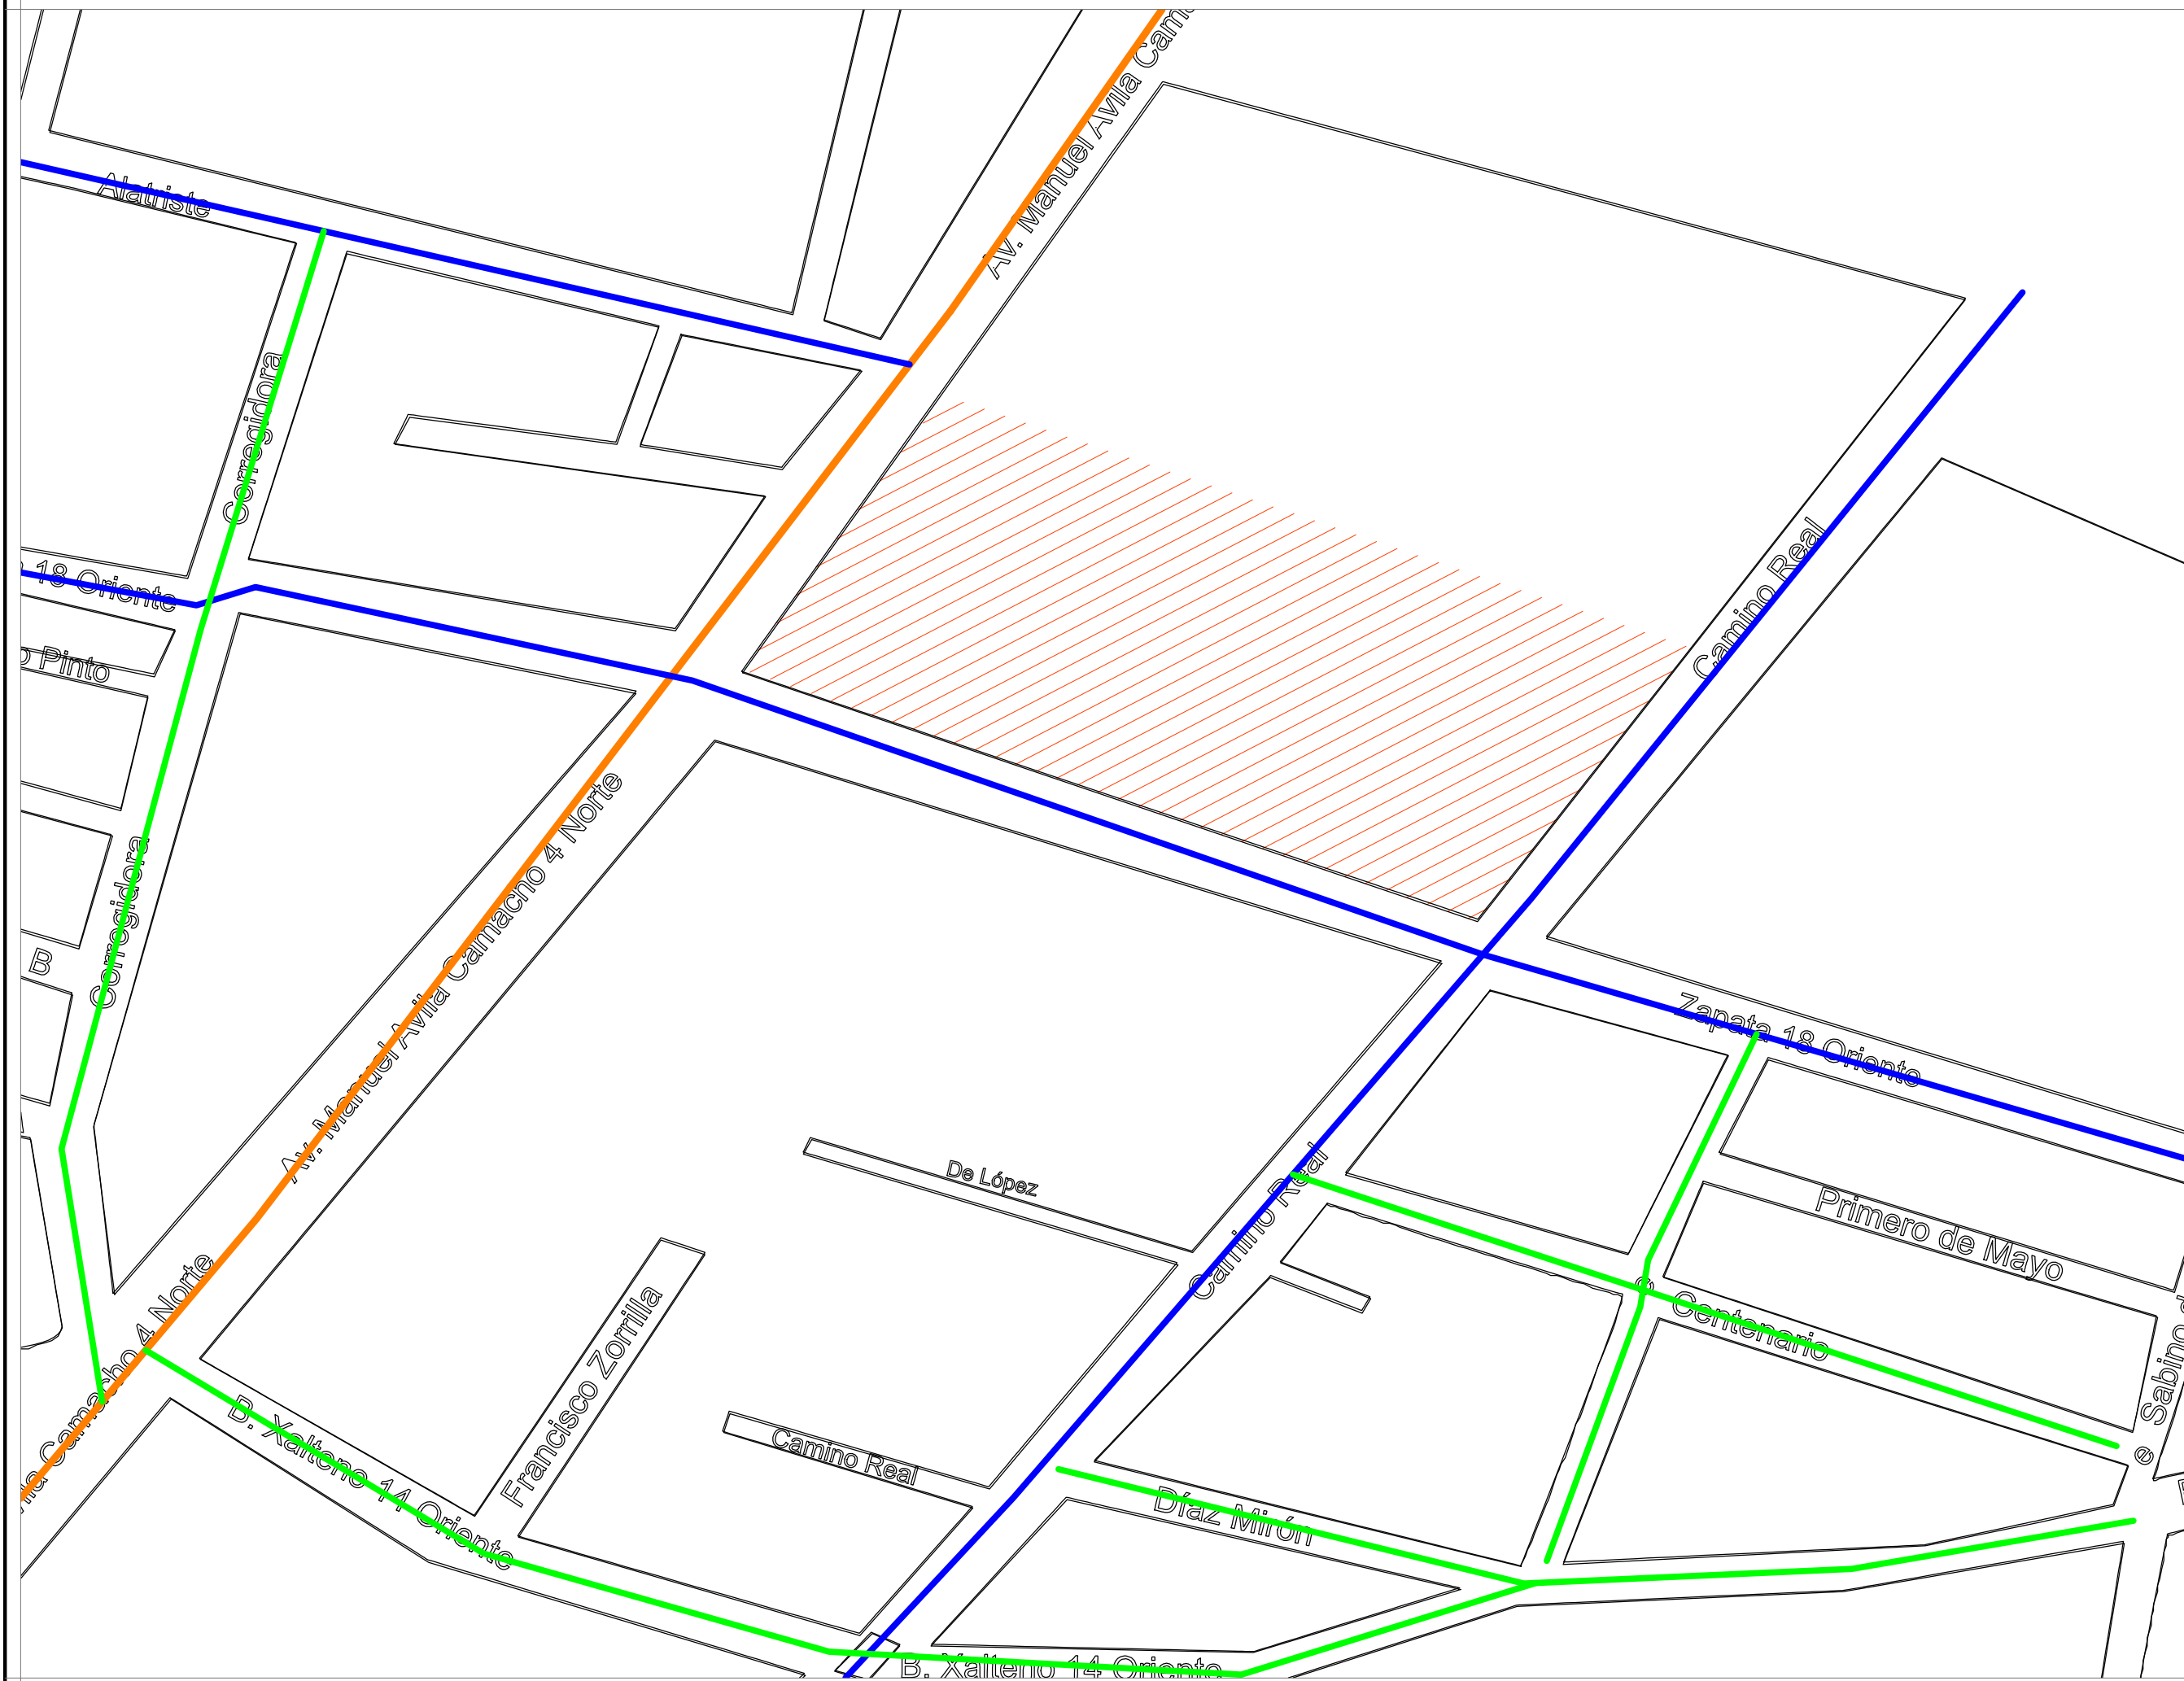 Av. Manuel Avila Cama
Alatriste
Corregidora
18 Oriente
Camino Real
o Pinto
Av. Manuel Avila Camacho 4 Norte
Corregidora
B
Zapata 18 Oriente
De López
Camino Real
Primero de Mayo
e Centenario
Sabino
Francisco Zorrilla
Camacho 4 Norte
B. Xalteno 14 Oriente
Camino Real
Díaz Mirón
e
B. Xalteno 14 Oriente